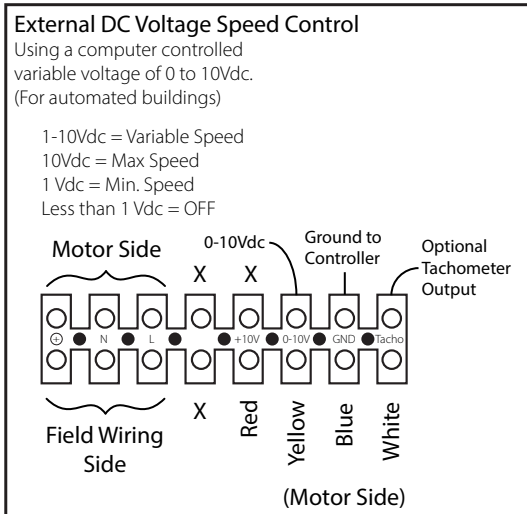 External DC Voltage Speed Control
Using a computer controlled
variable voltage of 0 to 10Vdc.
(For automated buildings)
1-10Vdc = Variable Speed
10Vdc = Max Speed
1 Vdc = Min. Speed
Less than 1 Vdc = OFF
Motor Side
0-10Vdc
Ground to
Controller
Optional
Tachometer
Output
X X
N L +10V 0-10V GND Tacho
Field Wiring
Side
X
Red
Yellow
Blue
White
(Motor Side)